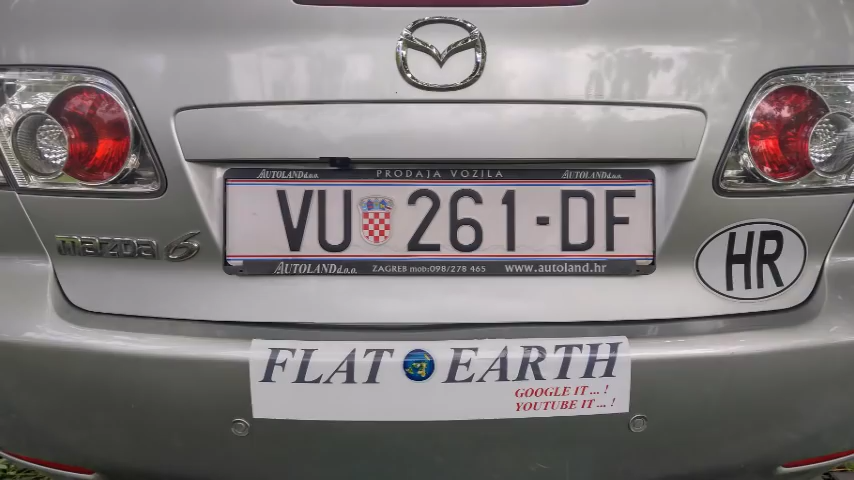 AUTOLAND d.o.o. PRODAJA VOZILA AUTOLAND d.o.o.
VU 261-DF
mazda 6
HR
AUTOLAND d.o.o. ZAGREB mob:098/278 465 www.autoland.hr
FLAT EARTH
GOOGLE IT ... !
YOUTUBE IT ... !